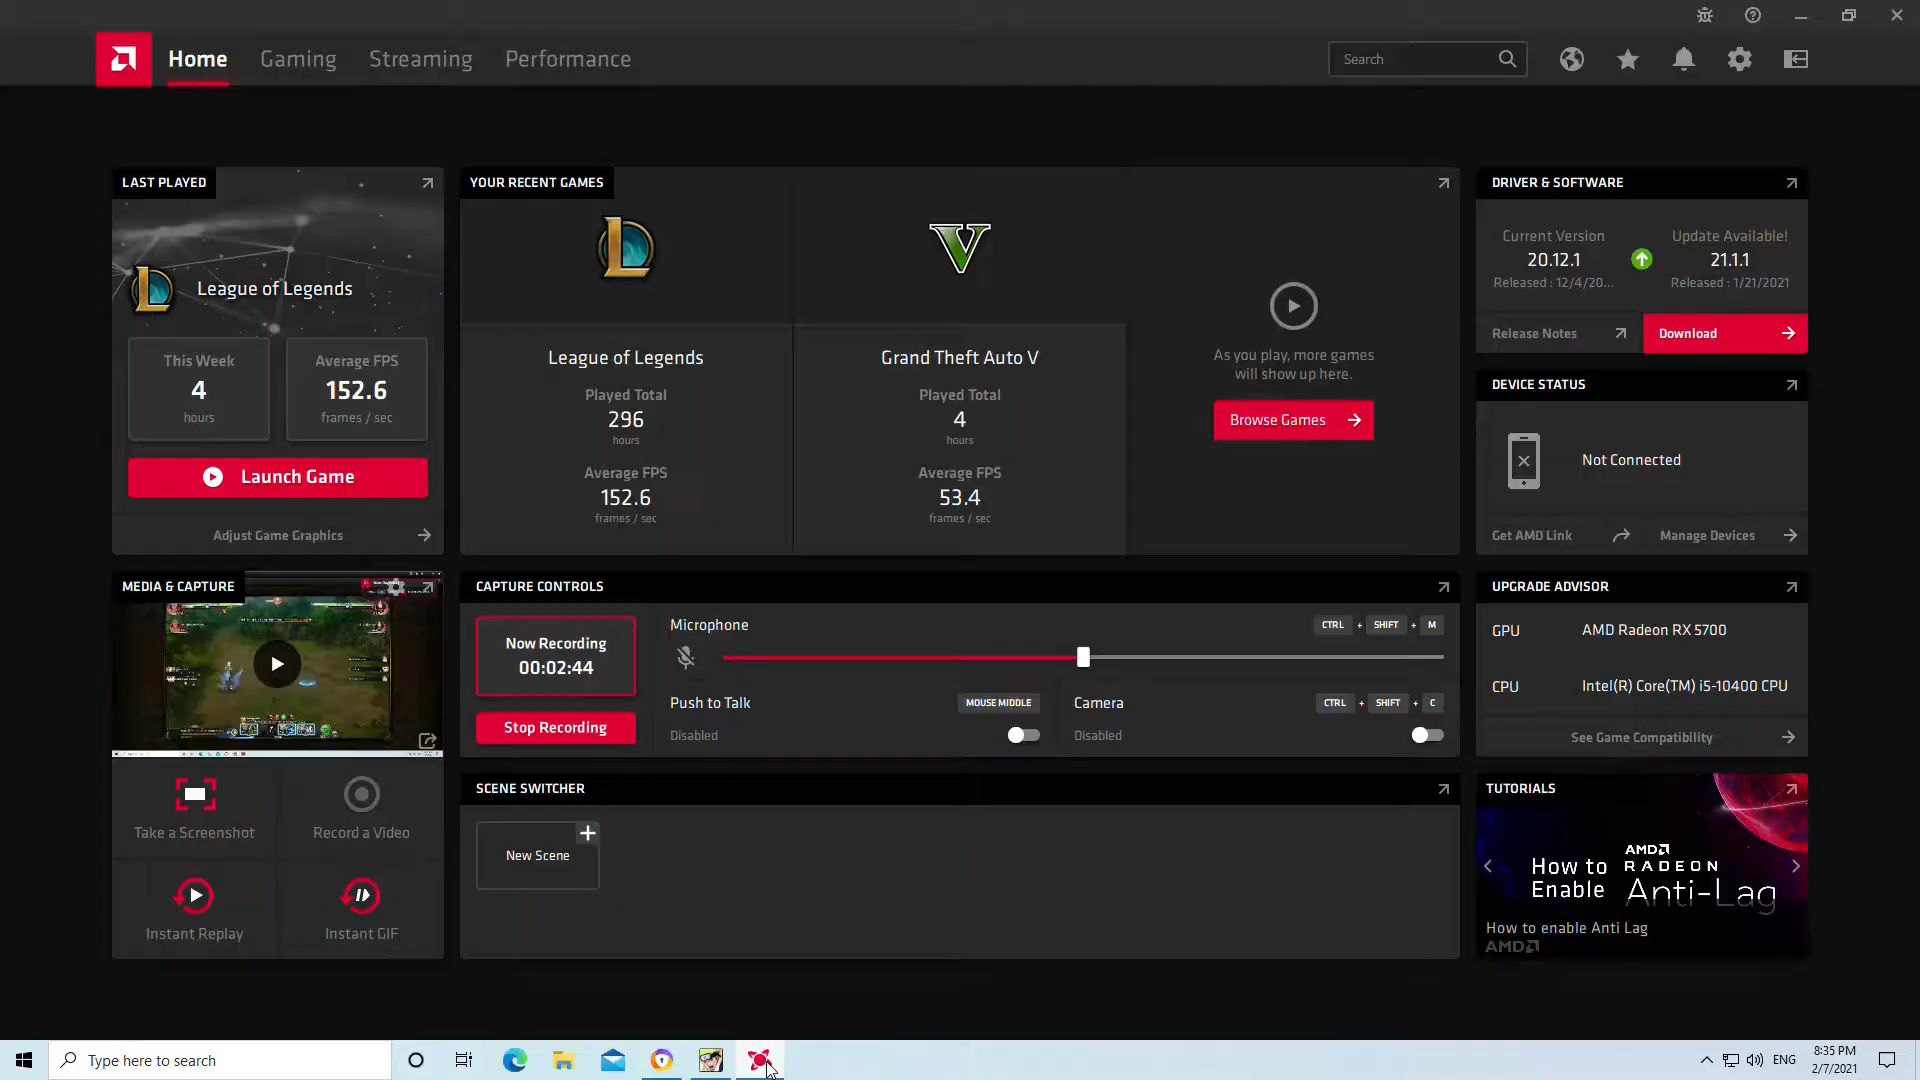 Home
Gaming
Streaming
Performance
Search
LAST PLAYED
League of Legends
This Week
4
hours
Average FPS
152.6
frames / sec
Launch Game
Adjust Game Graphics
YOUR RECENT GAMES
League of Legends
Played Total
296
hours
Average FPS
152.6
frames / sec
Grand Theft Auto V
Played Total
4
hours
Average FPS
53.4
frames / sec
As you play, more games
will show up here.
Browse Games
DRIVER & SOFTWARE
Current Version
20.12.1
Released : 12/4/20...
Update Available!
21.1.1
Released : 1/21/2021
Release Notes
Download
DEVICE STATUS
Not Connected
Get AMD Link
Manage Devices
MEDIA & CAPTURE
Take a Screenshot
Record a Video
Instant Replay
Instant GIF
CAPTURE CONTROLS
Now Recording
00:02:44
Stop Recording
Microphone
CTRL + SHIFT + M
Push to Talk
MOUSE MIDDLE
Disabled
Camera
CTRL + SHIFT + C
Disabled
SCENE SWITCHER
New Scene
UPGRADE ADVISOR
GPU
AMD Radeon RX 5700
CPU
Intel(R) Core(TM) i5-10400 CPU
See Game Compatibility
TUTORIALS
How to
Enable
AMD
RADEON
Anti-Lag
How to enable Anti Lag
AMD
Type here to search
ENG
8:35 PM
2/7/2021